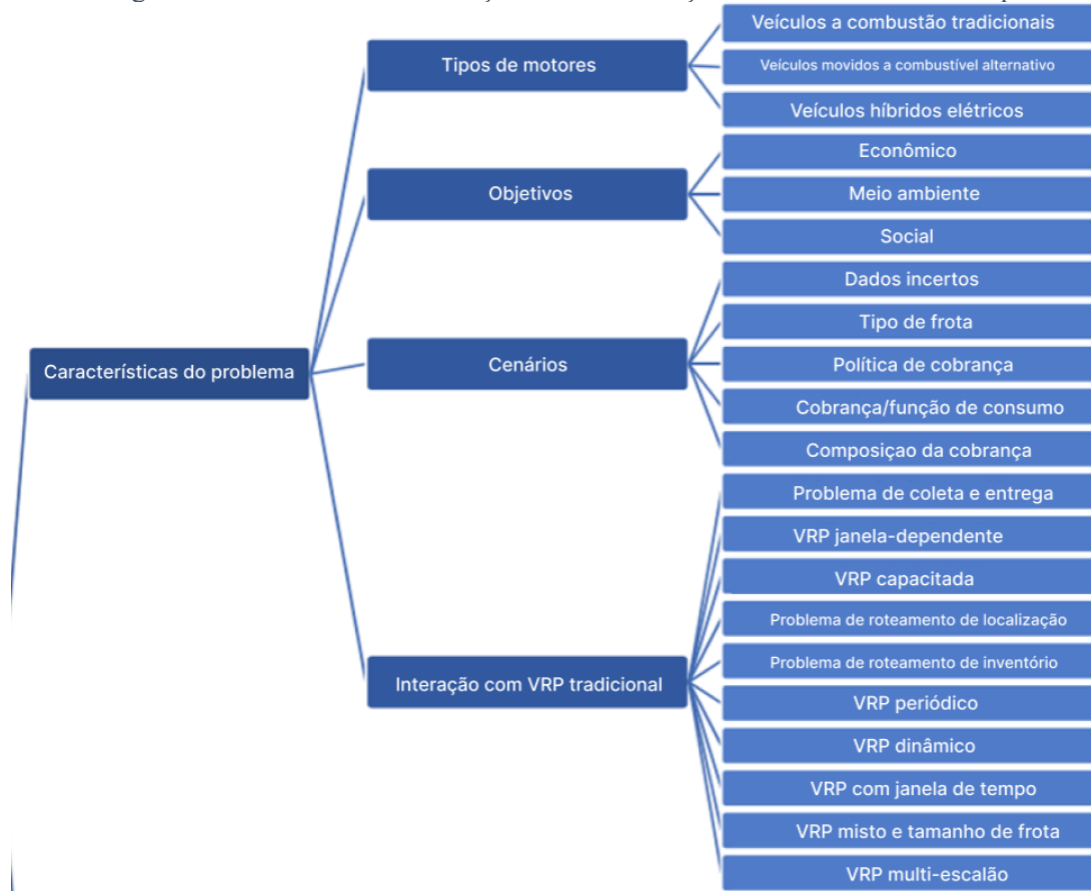 Tipos de motores
Veículos a combustão tradicionais
Veículos movidos a combustível alternativo
Veículos híbridos elétricos
Objetivos
Econômico
Meio ambiente
Social
Características do problema
Cenários
Dados incertos
Tipo de frota
Política de cobrança
Cobrança/função de consumo
Composiçao da cobrança
Interação com VRP tradicional
Problema de coleta e entrega
VRP janela-dependente
VRP capacitada
Problema de roteamento de localização
Problema de roteamento de inventório
VRP periódico
VRP dinâmico
VRP com janela de tempo
VRP misto e tamanho de frota
VRP multi-escalão